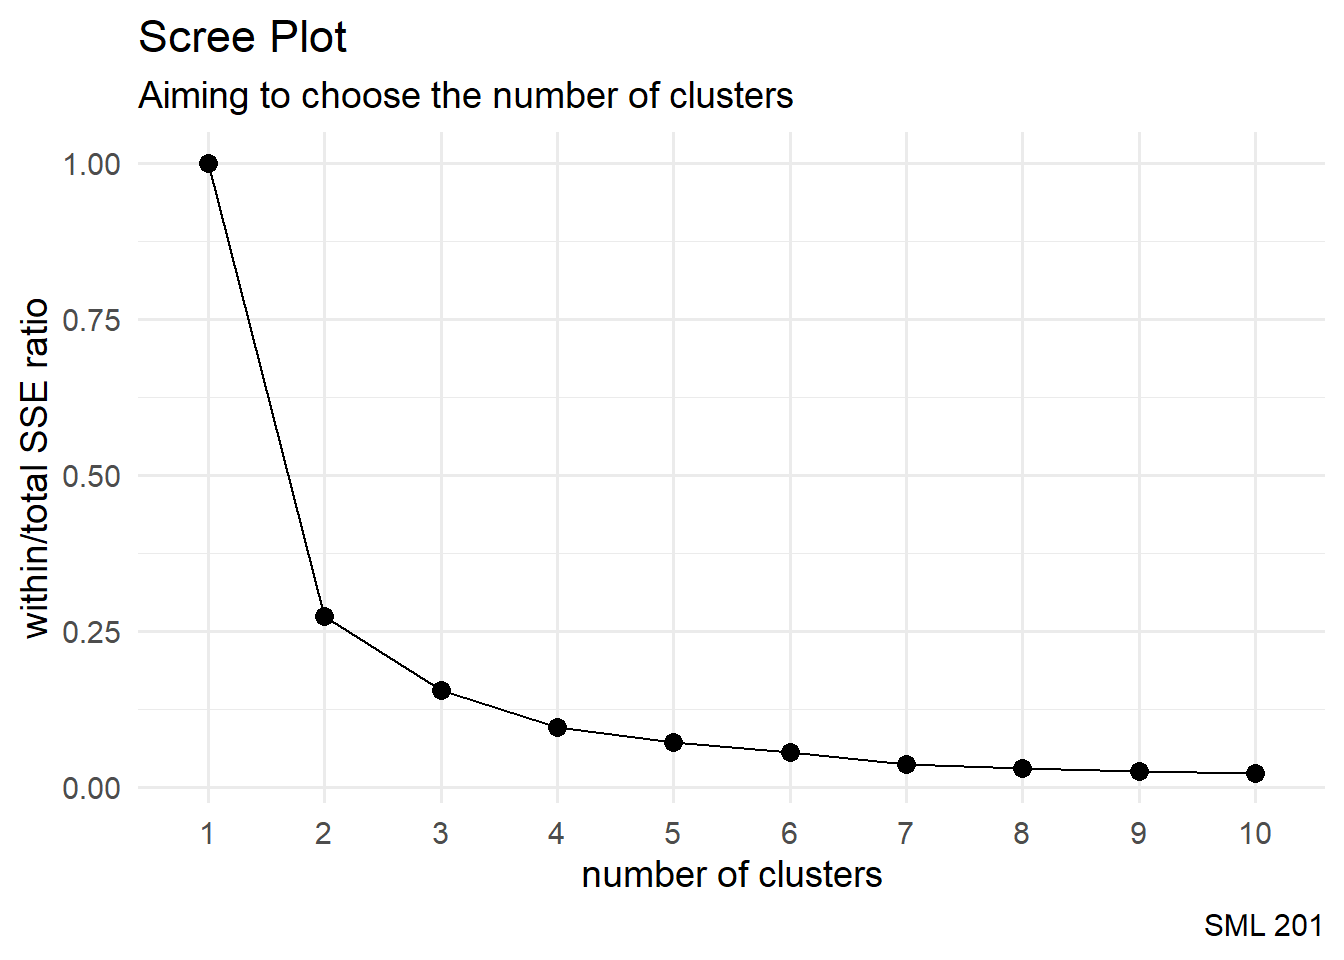 Scree Plot
Aiming to choose the number of clusters
within/total SSE ratio
1.00
0.75
0.50
0.25
0.00
1 2 3 4 5 6 7 8 9 10
number of clusters
SML 201